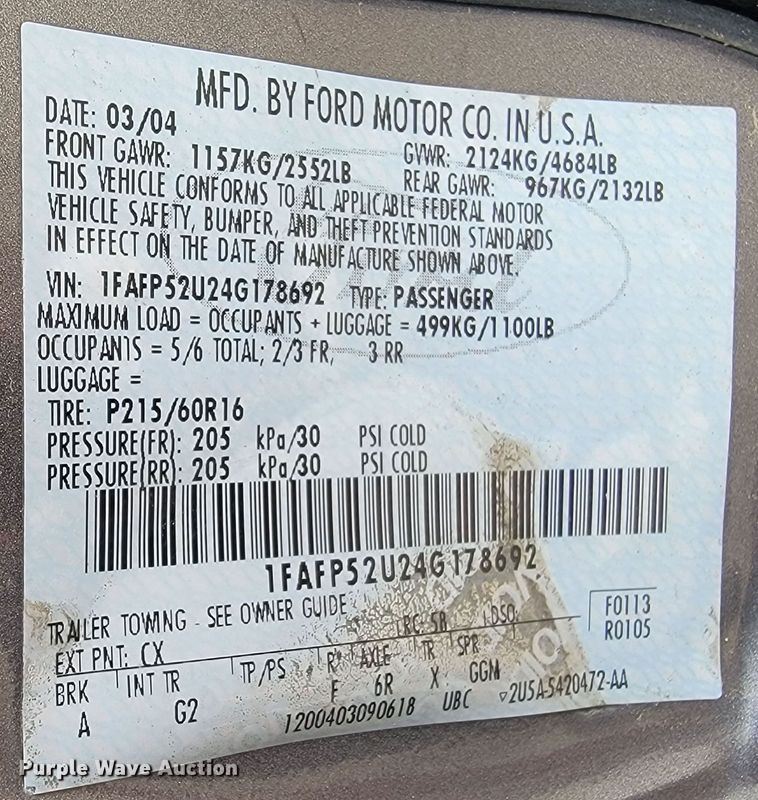 MFD. BY FORD MOTOR CO. IN U.S.A.
DATE: 03/04 GVWR: 2124KG/4684LB
FRONT GAWR: 1157KG/2552LB REAR GAWR: 967KG/2132LB
THIS VEHICLE CONFORMS TO ALL APPLICABLE FEDERAL MOTOR
VEHICLE SAFETY, BUMPER, AND THEFT PREVENTION STANDARDS
IN EFFECT ON THE DATE OF MANUFACTURE SHOWN ABOVE.
VIN: 1FAFP52U24G178692 TYPE: PASSENGER
MAXIMUM LOAD = OCCUPANTS + LUGGAGE = 499KG/1100LB
OCCUPANTS = 5/6 TOTAL; 2/3 FR, 3 RR
LUGGAGE =
TIRE: P215/60R16
PRESSURE(FR): 205 kPa/30 PSI COLD
PRESSURE(RR): 205 kPa/30 PSI COLD
1FAFP52U24G178692
TRAILER TOWING - SEE OWNER GUIDE F0113
EXT PNT: CX RC: 58 DSO: R0105
BRK INT TR TP/PS R AXLE TR SPR
A G2 E 6R X GGM
1200403090618 UBC ▽2U5A-5420472-AA
Purple Wave Auction